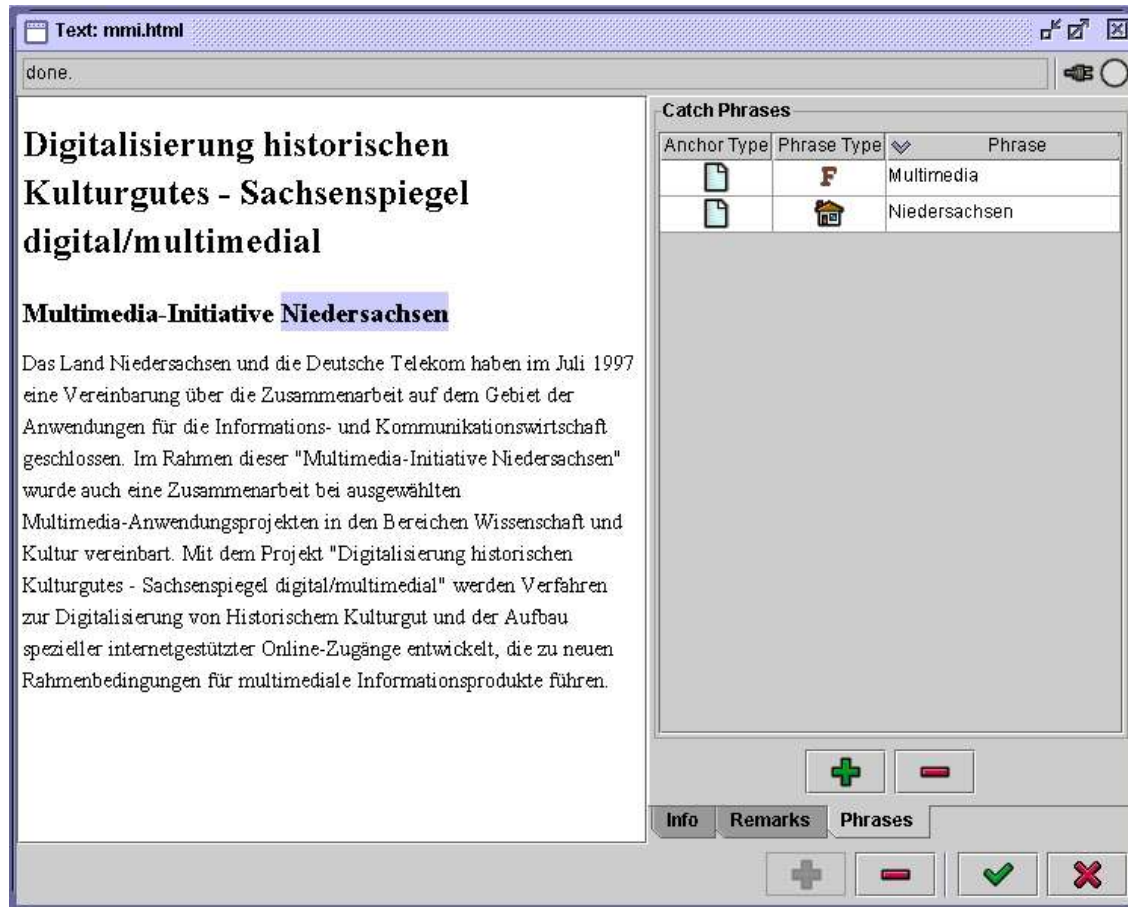 Text: mmi.html
done.
Digitalisierung historischen
Kulturgutes - Sachsenspiegel
digital/multimedial
Multimedia-Initiative Niedersachsen
Das Land Niedersachsen und die Deutsche Telekom haben im Juli 1997
eine Vereinbarung über die Zusammenarbeit auf dem Gebiet der
Anwendungen für die Informations- und Kommunikationswirtschaft
geschlossen. Im Rahmen dieser "Multimedia-Initiative Niedersachsen"
wurde auch eine Zusammenarbeit bei ausgewählten
Multimedia-Anwendungsprojekten in den Bereichen Wissenschaft und
Kultur vereinbart. Mit dem Projekt "Digitalisierung historischen
Kulturgutes - Sachsenspiegel digital/multimedial" werden Verfahren
zur Digitalisierung von Historischem Kulturgut und der Aufbau
spezieller internetgestützter Online-Zugänge entwickelt, die zu neuen
Rahmenbedingungen für multimediale Informationsprodukte führen.
Catch Phrases
Anchor Type Phrase Type Phrase
F Multimedia
Niedersachsen
Info Remarks Phrases